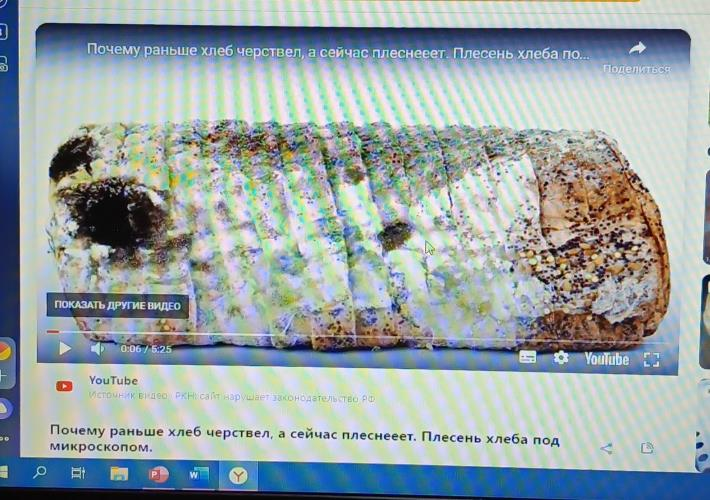 Почему раньше хлеб черствел, а сейчас плеснееет. Плесень хлеба по...
Поделиться
ПОКАЗАТЬ ДРУГИЕ ВИДЕО
0:06 / 5:25
YouTube
YouTube
Источник видео · РКН: сайт нарушает законодательство РФ
Почему раньше хлеб черствел, а сейчас плеснееет. Плесень хлеба под
микроскопом.